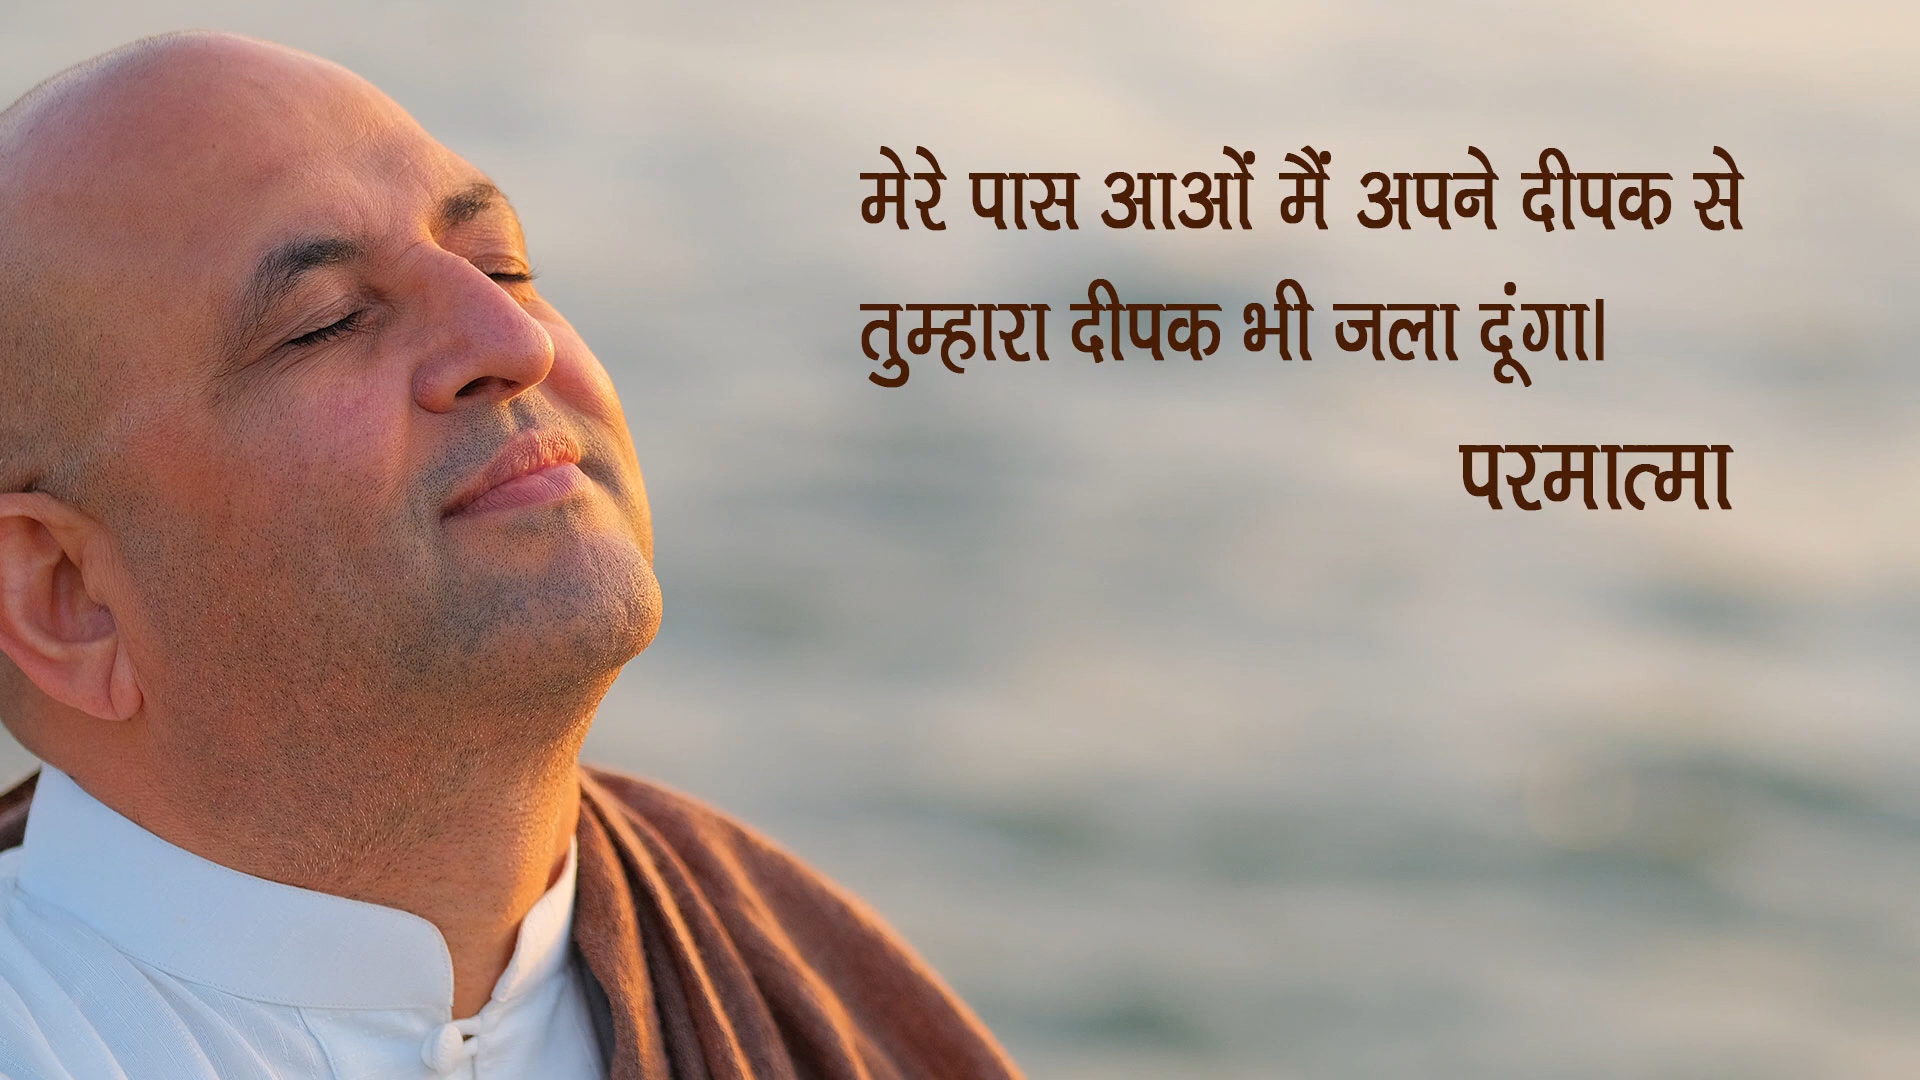 मेरे पास आओं मैं अपने दीपक से
तुम्हारा दीपक भी जला दूंगा।
परमात्मा